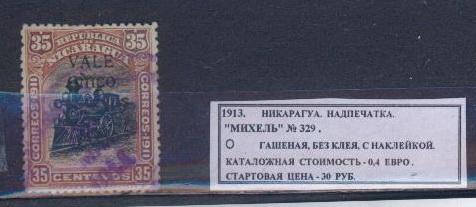 35 REPUBLICA DE 35
NICARAGUA
VALE
CORREOS-1911
CORREOS-1911
35 CENTAVOS 35
1913. НИКАРАГУА. НАДПЕЧАТКА.
"МИХЕЛЬ" № 329 .
О ГАШЕНАЯ, БЕЗ КЛЕЯ, С НАКЛЕЙКОЙ.
КАТАЛОЖНАЯ СТОИМОСТЬ - 0,4 ЕВРО .
СТАРТОВАЯ ЦЕНА - 30 РУБ.